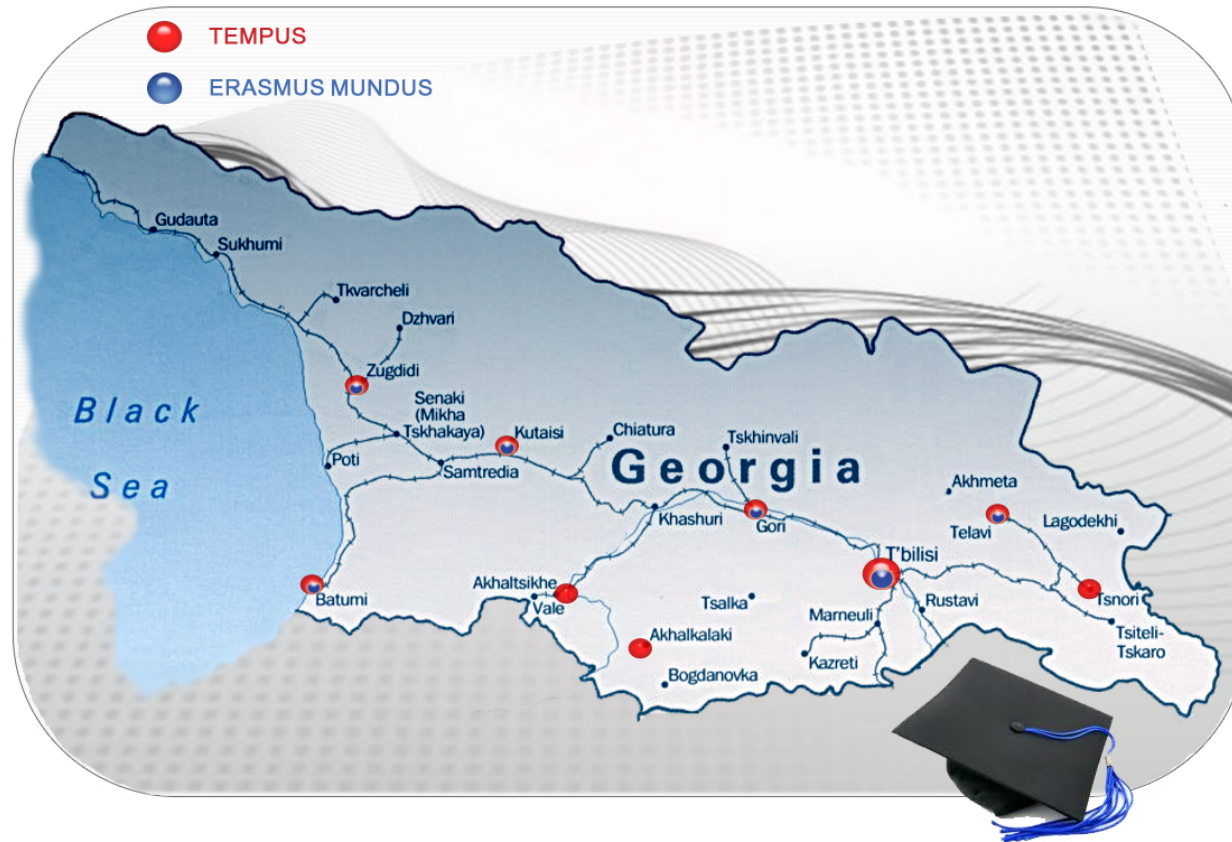 TEMPUS
ERASMUS MUNDUS
Gudauta
Sukhumi
Tkvarcheli
Dzhvari
Zugdidi
Senaki
(Mikha
Tskhakaya)
Black
Sea
Poti
Samtredia
Kutaisi
Chiatura
Tskhinvali
Georgia
Akhmeta
Khashuri
Gori
Telavi
Lagodekhi
T'bilisi
Batumi
Akhaltsikhe
Vale
Tsalka
Marneuli
Rustavi
Tsnori
Tsiteli-
Tskaro
Akhalkalaki
Kazreti
Bogdanovka